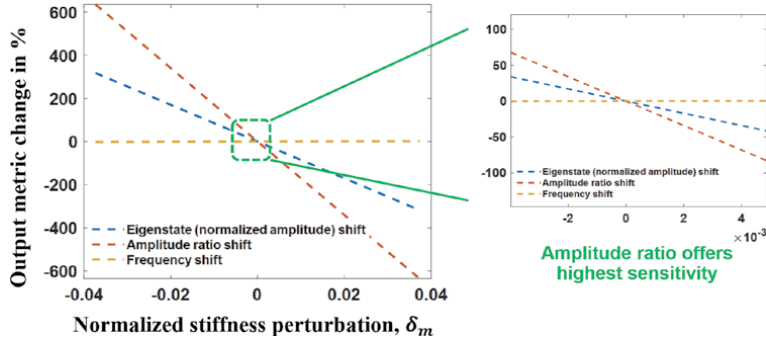 Output metric change in %
600
400
200
0
-200
-400
-600
-0.04
-0.02
0
0.02
0.04
Eigenstate (normalized amplitude) shift
Amplitude ratio shift
Frequency shift
Normalized stiffness perturbation, δₘ
100
50
0
-50
-100
-2
0
2
4
×10⁻³
Eigenstate (normalized amplitude) shift
Amplitude ratio shift
Frequency shift
Amplitude ratio offers
highest sensitivity